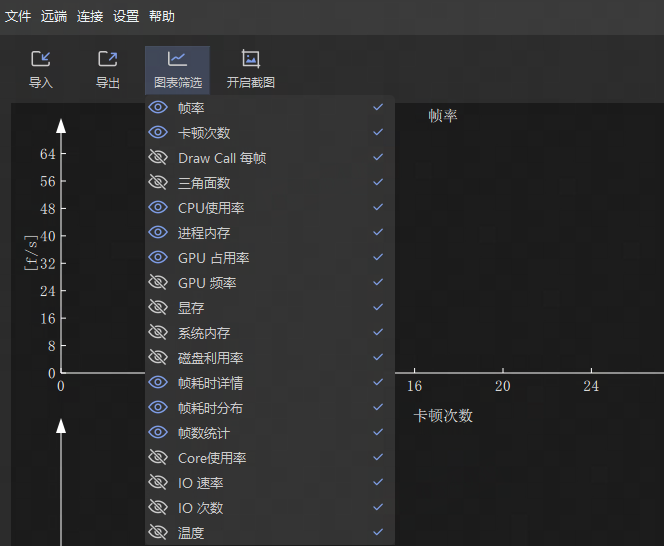 文件 远端 连接 设置 帮助
导入 导出 图表筛选 开启截图
帧率
卡顿次数
Draw Call 每帧
三角面数
CPU使用率
进程内存
GPU 占用率
GPU 频率
显存
系统内存
磁盘利用率
帧耗时详情
帧耗时分布
帧数统计
Core使用率
IO 速率
IO 次数
温度
帧率
[f/s]
64
56
48
40
32
24
16
8
0
0 16 20 24
卡顿次数